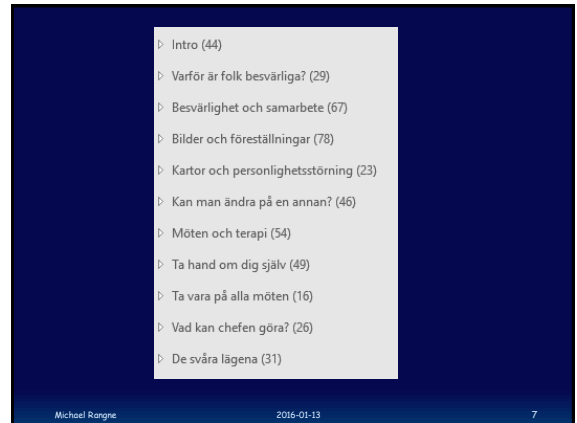 Intro (44)
Varför är folk besvärliga? (29)
Besvärlighet och samarbete (67)
Bilder och föreställningar (78)
Kartor och personlighetsstörning (23)
Kan man ändra på en annan? (46)
Möten och terapi (54)
Ta hand om dig själv (49)
Ta vara på alla möten (16)
Vad kan chefen göra? (26)
De svåra lägena (31)
Michael Rangne 2016-01-13 7